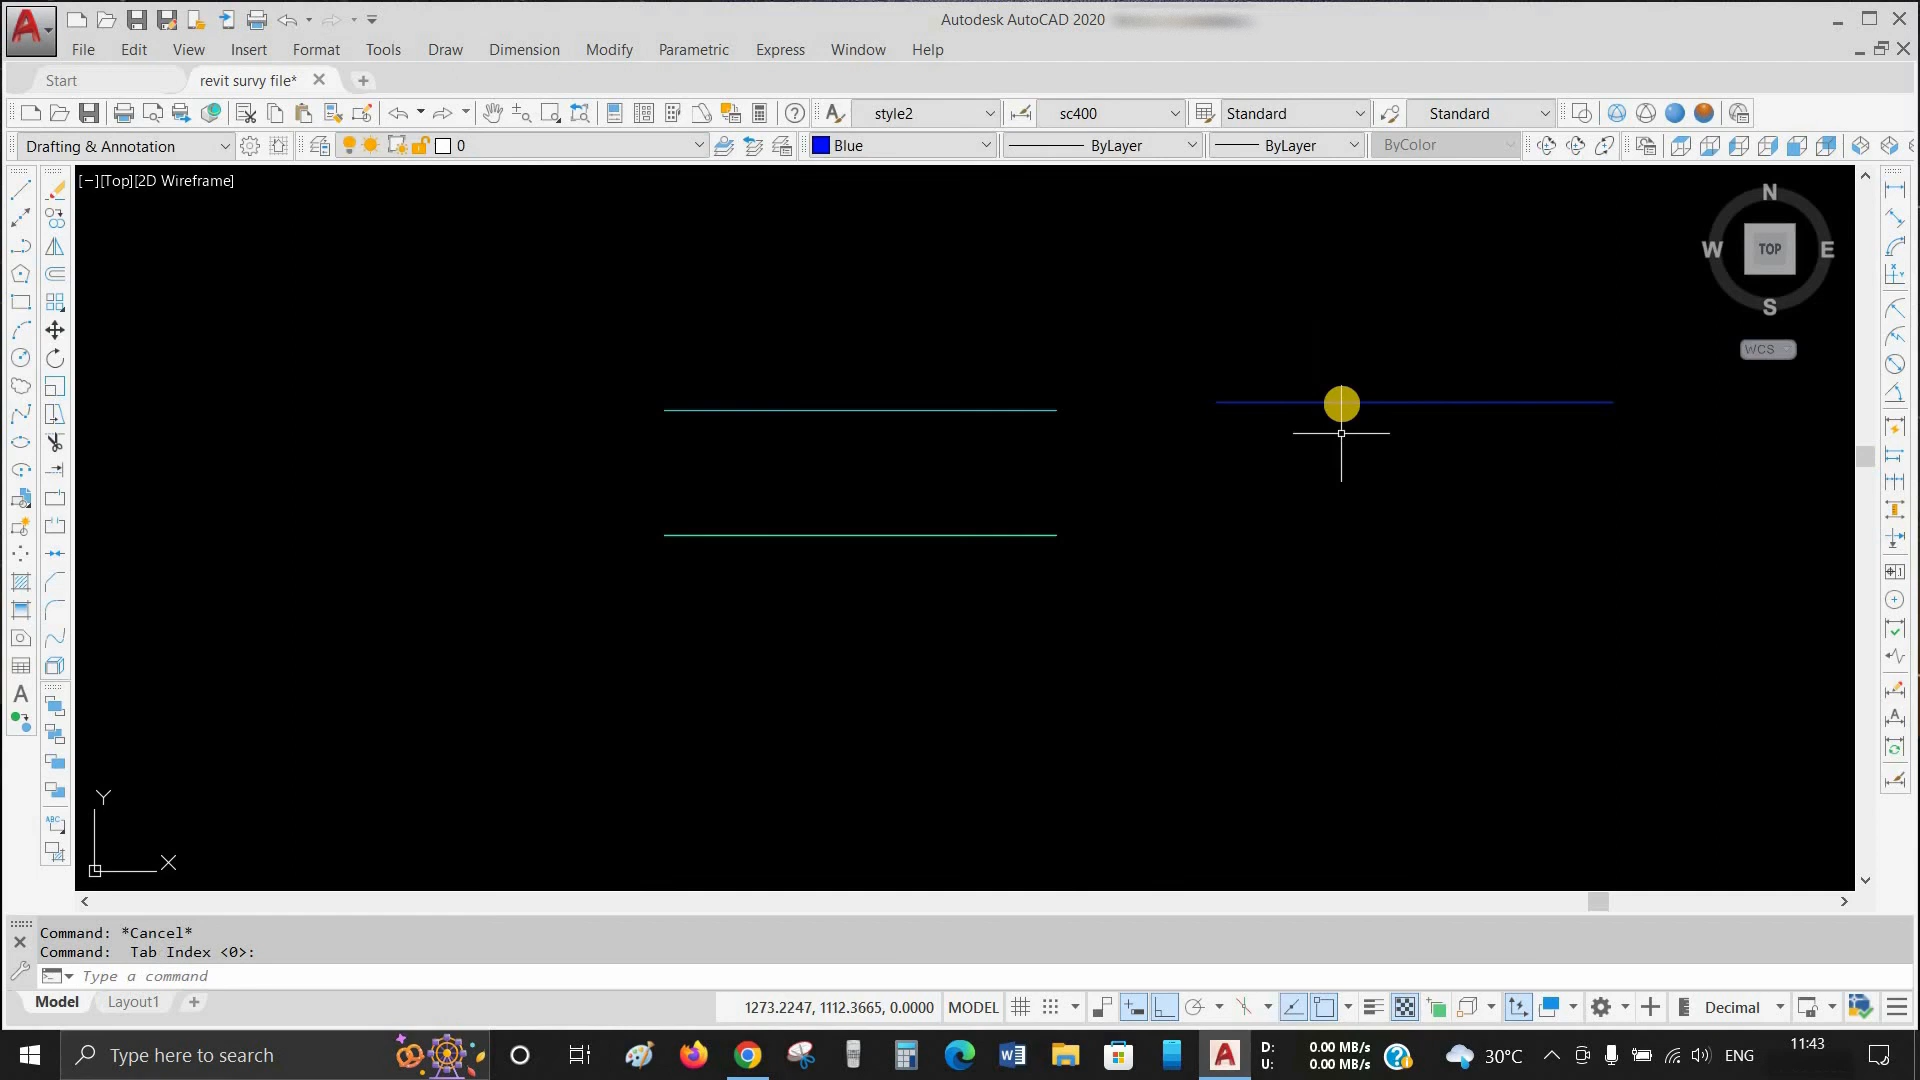 Autodesk AutoCAD 2020
File Edit View Insert Format Tools Draw Dimension Modify Parametric Express Window Help
Start revit survy file*
style2 sc400 Standard Standard
Drafting & Annotation 0 Blue ByLayer ByLayer ByColor
[−][Top][2D Wireframe]
N
W TOP E
S
WCS
Y
X
Command: *Cancel*
Command:  Tab Index <0>:
Type a command
Model Layout1
1273.2247, 1112.3665, 0.0000 MODEL Decimal
Type here to search
D: 0.00 MB/s
U: 0.00 MB/s
30°C ENG 11:43